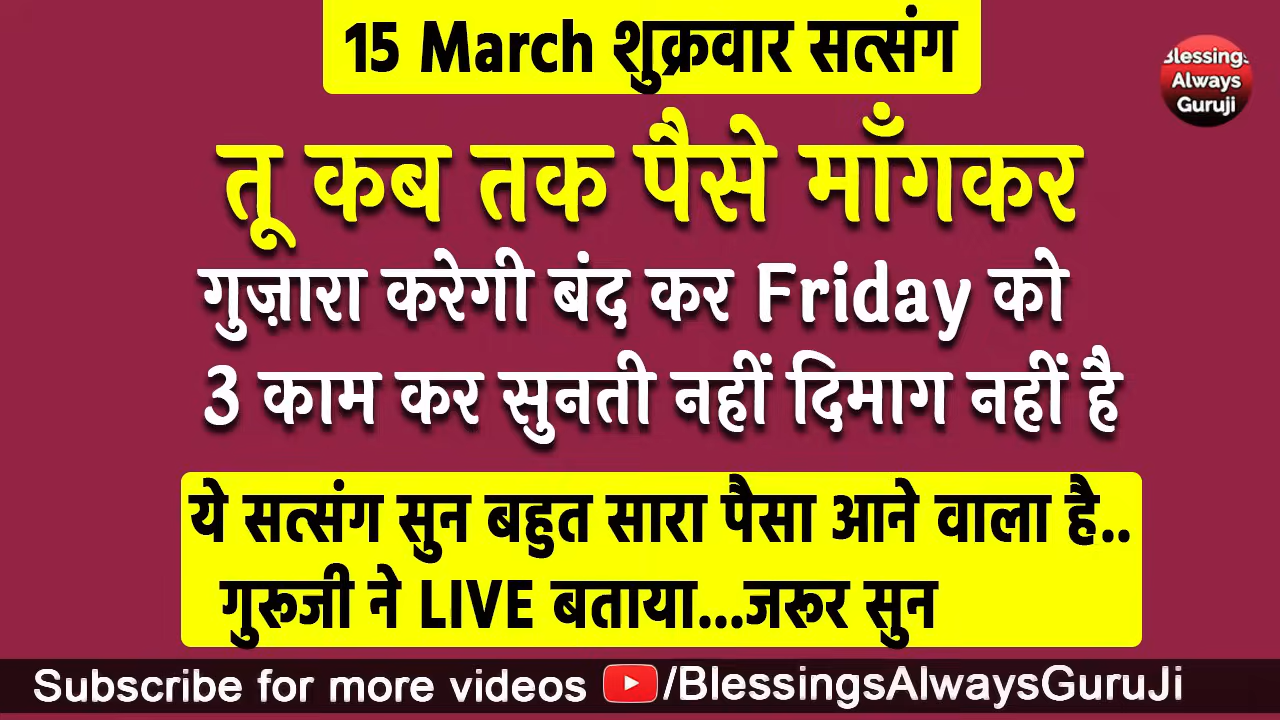 15 March शुक्रवार सत्संग
Blessings
Always
Guruji
तू कब तक पैसे माँगकर
गुज़ारा करेगी बंद कर Friday को
3 काम कर सुनती नहीं दिमाग नहीं है
ये सत्संग सुन बहुत सारा पैसा आने वाला है..
गुरूजी ने LIVE बताया...जरूर सुन
Subscribe for more videos /BlessingsAlwaysGuruJi